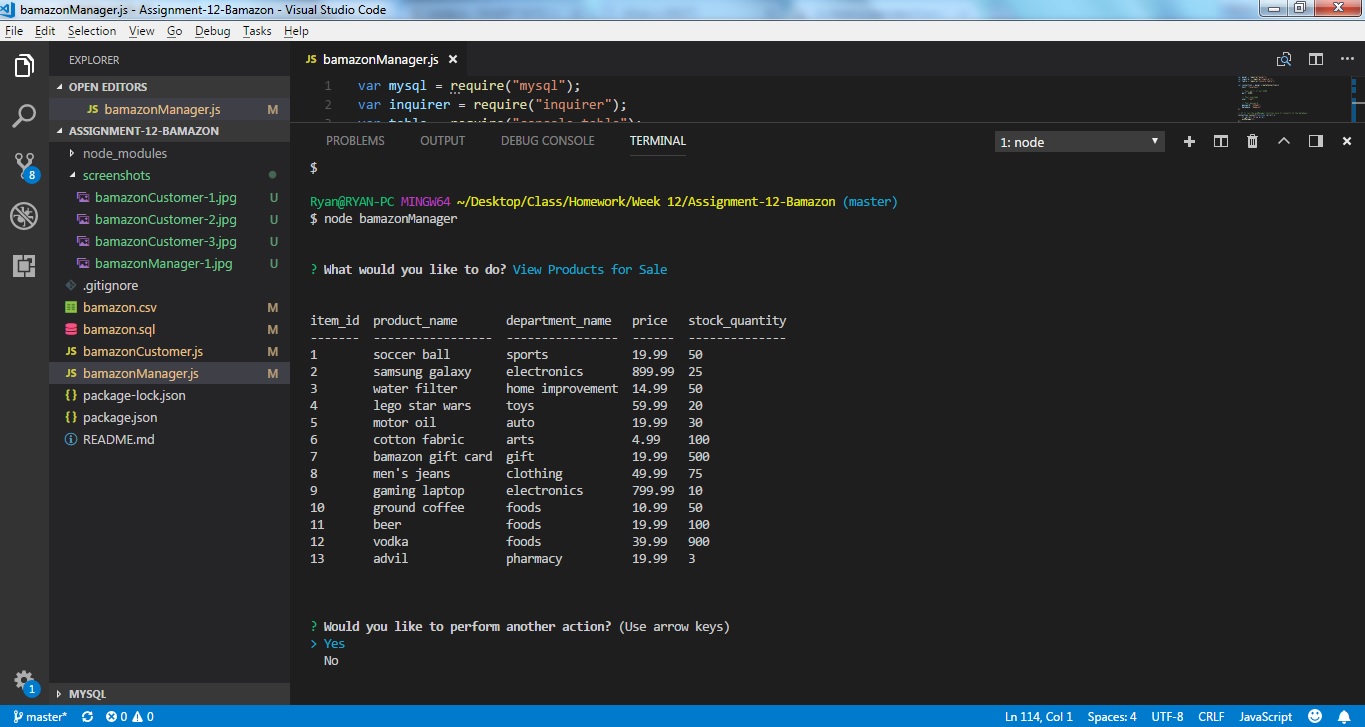 bamazonManager.js - Assignment-12-Bamazon - Visual Studio Code
File Edit Selection View Go Debug Tasks Help
EXPLORER
OPEN EDITORS
JS bamazonManager.js M
ASSIGNMENT-12-BAMAZON
node_modules
screenshots
bamazonCustomer-1.jpg U
bamazonCustomer-2.jpg U
bamazonCustomer-3.jpg U
bamazonManager-1.jpg U
.gitignore
bamazon.csv M
bamazon.sql M
JS bamazonCustomer.js M
JS bamazonManager.js M
{} package-lock.json
{} package.json
README.md
MYSQL
8
1
JS bamazonManager.js
1 var mysql = require("mysql");
2 var inquirer = require("inquirer");
3 var table = require("console.table");
PROBLEMS OUTPUT DEBUG CONSOLE TERMINAL 1: node
$
Ryan@RYAN-PC MINGW64 ~/Desktop/Class/Homework/Week 12/Assignment-12-Bamazon (master)
$ node bamazonManager
? What would you like to do? View Products for Sale
item_id product_name department_name price stock_quantity
------- ----------------- ---------------- ------ --------------
1 soccer ball sports 19.99 50
2 samsung galaxy electronics 899.99 25
3 water filter home improvement 14.99 50
4 lego star wars toys 59.99 20
5 motor oil auto 19.99 30
6 cotton fabric arts 4.99 100
7 bamazon gift card gift 19.99 500
8 men's jeans clothing 49.99 75
9 gaming laptop electronics 799.99 10
10 ground coffee foods 10.99 50
11 beer foods 19.99 100
12 vodka foods 39.99 900
13 advil pharmacy 19.99 3
? Would you like to perform another action? (Use arrow keys)
> Yes
No
master* 0 0 Ln 114, Col 1 Spaces: 4 UTF-8 CRLF JavaScript